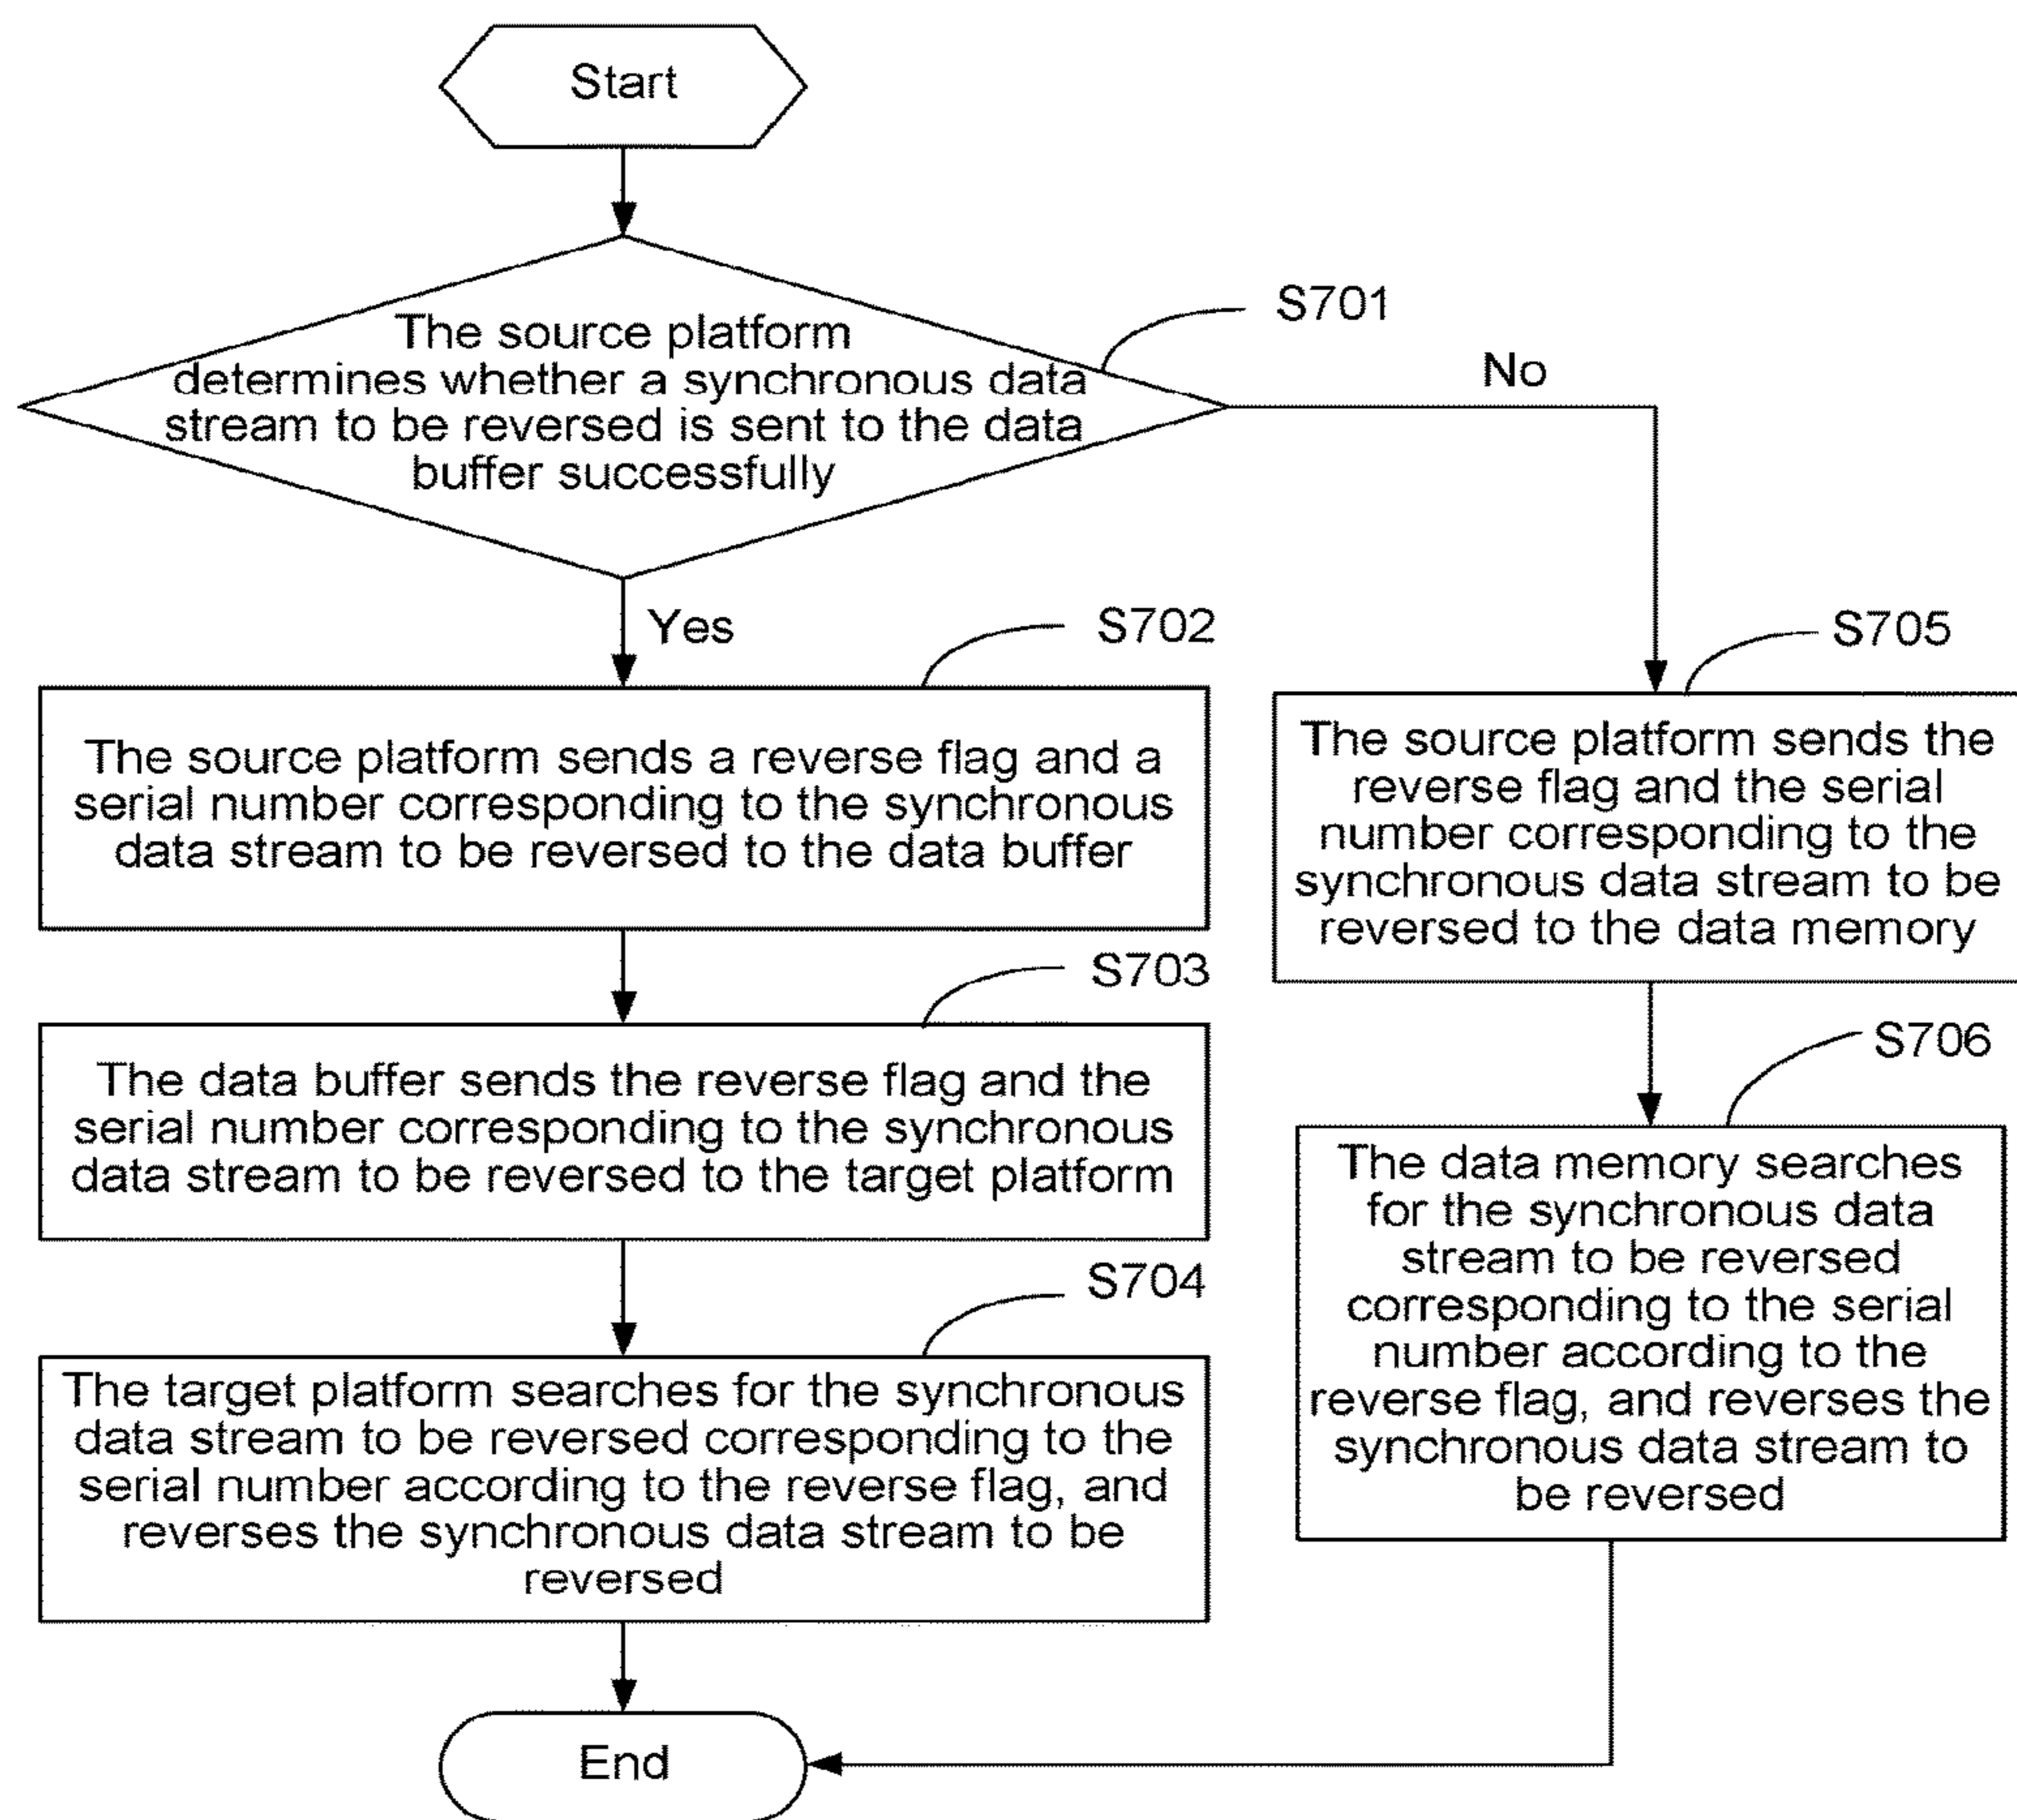 Start
The source platform
determines whether a synchronous data
stream to be reversed is sent to the data
buffer successfully
S701
No
Yes
S702
The source platform sends a reverse flag and a
serial number corresponding to the synchronous
data stream to be reversed to the data buffer
S703
The data buffer sends the reverse flag and the
serial number corresponding to the synchronous
data stream to be reversed to the target platform
S704
The target platform searches for the synchronous
data stream to be reversed corresponding to the
serial number according to the reverse flag, and
reverses the synchronous data stream to be
reversed
S705
The source platform sends the
reverse flag and the serial
number corresponding to the
synchronous data stream to be
reversed to the data memory
S706
The data memory searches
for the synchronous data
stream to be reversed
corresponding to the serial
number according to the
reverse flag, and reverses the
synchronous data stream to
be reversed
End